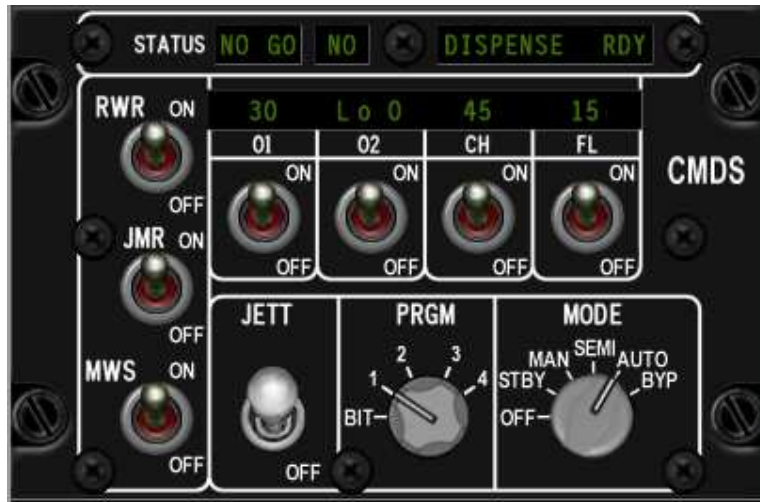 STATUS NO GO NO DISPENSE RDY
RWR ON
OFF
30 Lo 0 45 15
O1 O2 CH FL
ON ON ON ON
OFF OFF OFF OFF
CMDS
JMR ON
OFF
MWS ON
OFF
JETT
OFF
PRGM
BIT 1 2 3 4
MODE
OFF STBY MAN SEMI AUTO BYP